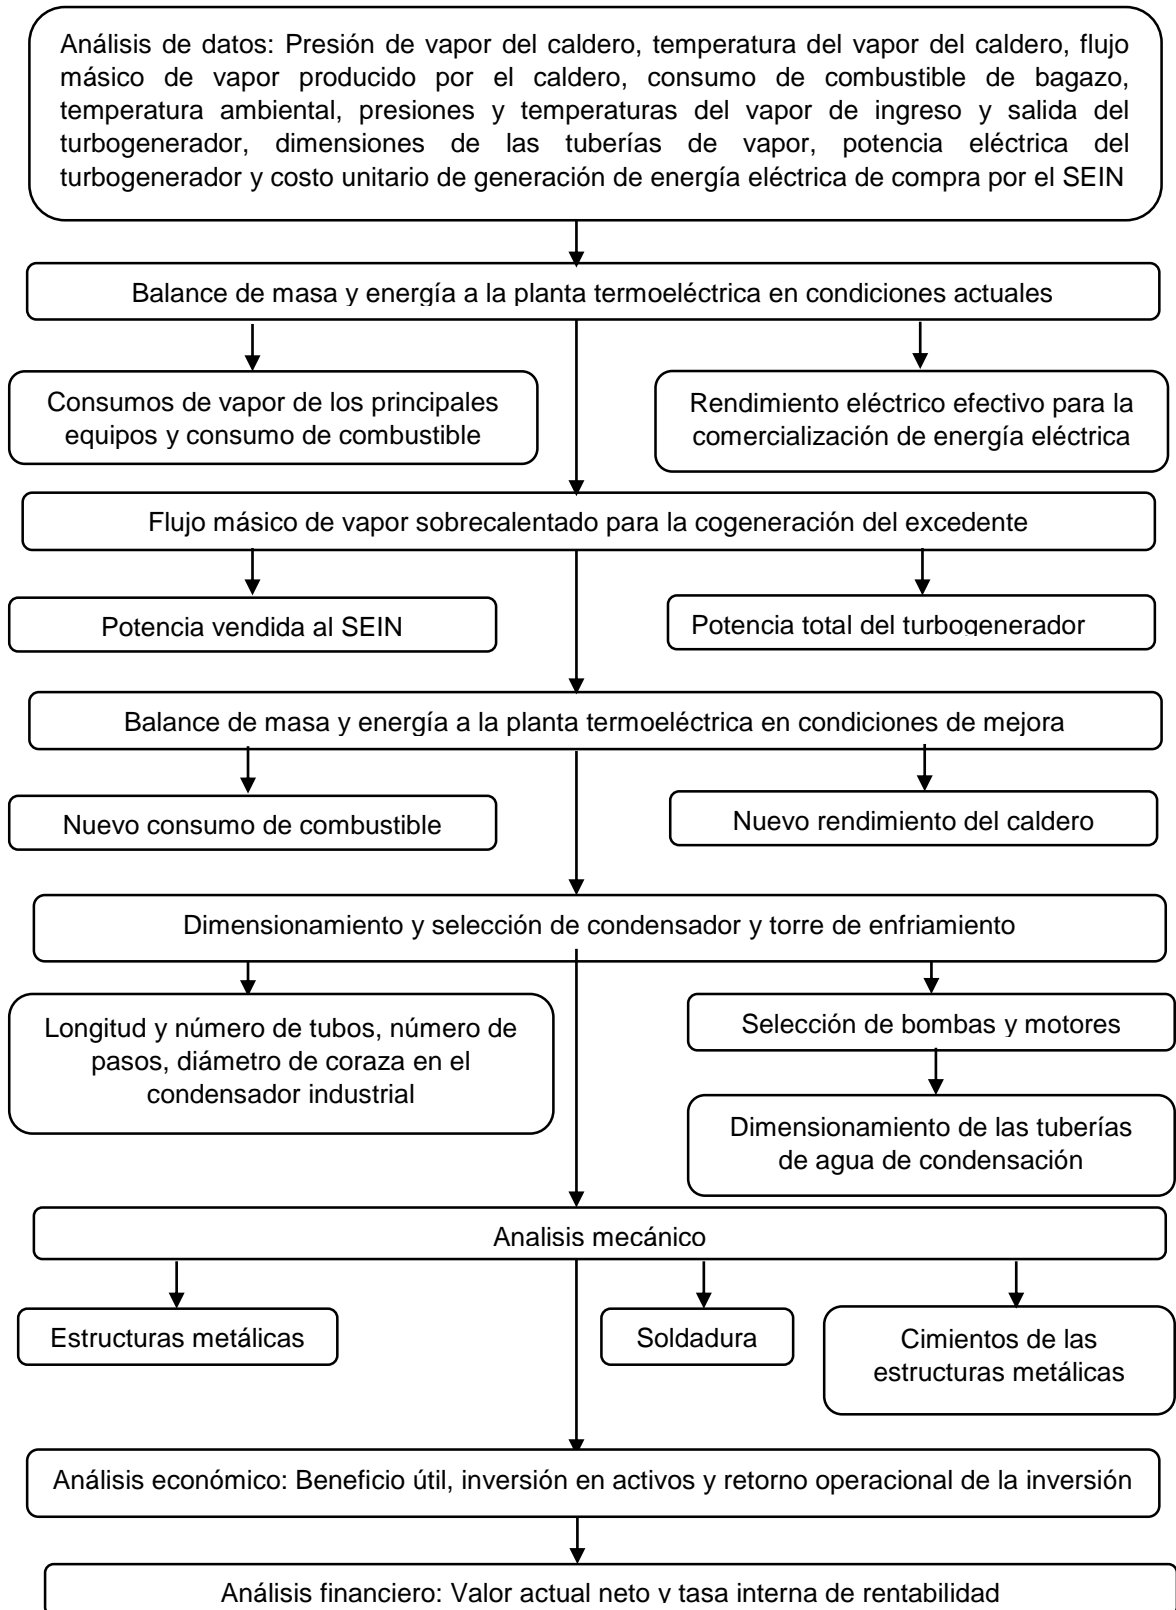 Análisis de datos: Presión de vapor del caldero, temperatura del vapor del caldero, flujo
másico de vapor producido por el caldero, consumo de combustible de bagazo,
temperatura ambiental, presiones y temperaturas del vapor de ingreso y salida del
turbogenerador, dimensiones de las tuberías de vapor, potencia eléctrica del
turbogenerador y costo unitario de generación de energía eléctrica de compra por el SEIN
Balance de masa y energía a la planta termoeléctrica en condiciones actuales
Consumos de vapor de los principales
equipos y consumo de combustible
Rendimiento eléctrico efectivo para la
comercialización de energía eléctrica
Flujo másico de vapor sobrecalentado para la cogeneración del excedente
Potencia vendida al SEIN
Potencia total del turbogenerador
Balance de masa y energía a la planta termoeléctrica en condiciones de mejora
Nuevo consumo de combustible
Nuevo rendimiento del caldero
Dimensionamiento y selección de condensador y torre de enfriamiento
Longitud y número de tubos, número de
pasos, diámetro de coraza en el
condensador industrial
Selección de bombas y motores
Dimensionamiento de las tuberías
de agua de condensación
Analisis mecánico
Estructuras metálicas
Soldadura
Cimientos de las
estructuras metálicas
Análisis económico: Beneficio útil, inversión en activos y retorno operacional de la inversión
Análisis financiero: Valor actual neto y tasa interna de rentabilidad